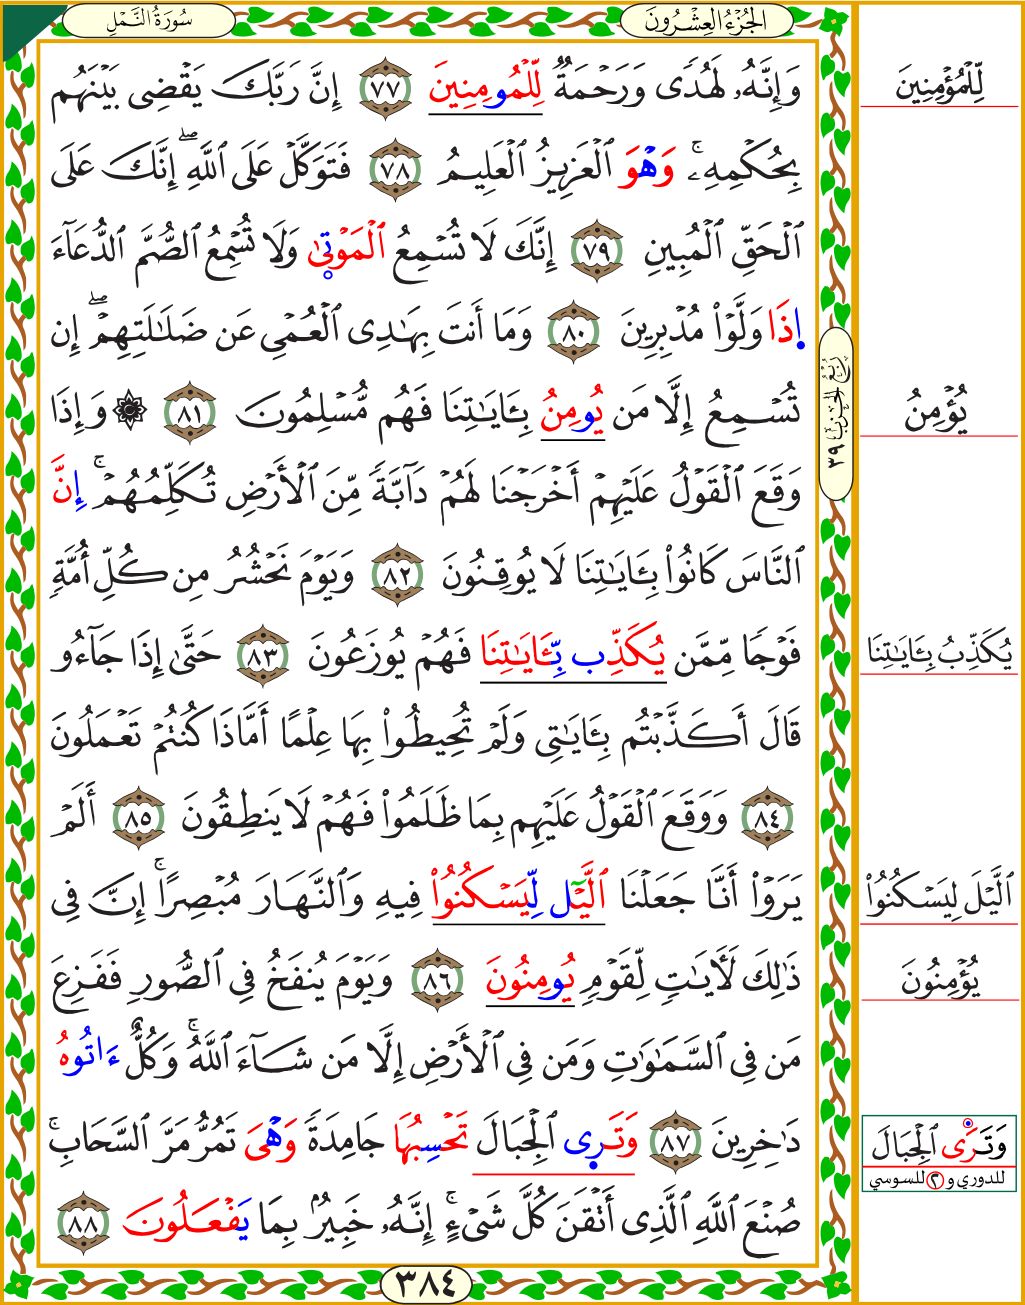 سُورَةُ النَّمْلِ
الجُزْءُ العِشْرُونَ
وَإِنَّهُۥ لَهُدًى وَرَحْمَةٌ لِّلْمُومِنِينَ ٧٧ إِنَّ رَبَّكَ يَقْضِى بَيْنَهُم
بِحُكْمِهِۦۚ وَهْوَ ٱلْعَزِيزُ ٱلْعَلِيمُ ٧٨ فَتَوَكَّلْ عَلَى ٱللَّهِۖ إِنَّكَ عَلَى
ٱلْحَقِّ ٱلْمُبِينِ ٧٩ إِنَّكَ لَا تُسْمِعُ ٱلْمَوْتىٰ وَلَا تُسْمِعُ ٱلصُّمَّ ٱلدُّعَآءَ
اِذَا وَلَّوْا۟ مُدْبِرِينَ ٨٠ وَمَا أَنتَ بِهَـٰدِى ٱلْعُمْىِ عَن ضَلَـٰلَتِهِمْۖ إِن
تُسْمِعُ إِلَّا مَن يُومِنُ بِـَٔايَـٰتِنَا فَهُم مُّسْلِمُونَ ٨١ ۞ وَإِذَا
وَقَعَ ٱلْقَوْلُ عَلَيْهِمْ أَخْرَجْنَا لَهُمْ دَآبَّةً مِّنَ ٱلْأَرْضِ تُكَلِّمُهُمْۚ إِنَّ
ٱلنَّاسَ كَانُوا۟ بِـَٔايَـٰتِنَا لَا يُوقِنُونَ ٨٢ وَيَوْمَ نَحْشُرُ مِن كُلِّ أُمَّةٍ
فَوْجًا مِّمَّن يُكَذِّب بِّـَٔايَـٰتِنَا فَهُمْ يُوزَعُونَ ٨٣ حَتَّىٰ إِذَا جَآءُو
قَالَ أَكَذَّبْتُم بِـَٔايَـٰتِى وَلَمْ تُحِيطُوا۟ بِهَا عِلْمًا أَمَّاذَا كُنتُمْ تَعْمَلُونَ
٨٤ وَوَقَعَ ٱلْقَوْلُ عَلَيْهِم بِمَا ظَلَمُوا۟ فَهُمْ لَا يَنطِقُونَ ٨٥ أَلَمْ
يَرَوْا۟ أَنَّا جَعَلْنَا ٱلَّيْل لِّيَسْكُنُوا۟ فِيهِ وَٱلنَّهَارَ مُبْصِرًاۚ إِنَّ فِى
ذَٰلِكَ لَـَٔايَـٰتٍ لِّقَوْمٍ يُومِنُونَ ٨٦ وَيَوْمَ يُنفَخُ فِى ٱلصُّورِ فَفَزِعَ
مَن فِى ٱلسَّمَـٰوَٰتِ وَمَن فِى ٱلْأَرْضِ إِلَّا مَن شَآءَ ٱللَّهُۚ وَكُلٌّ ءَاتُوهُ
دَٰخِرِينَ ٨٧ وَتَرِى ٱلْجِبَالَ تَحْسِبُهَا جَامِدَةً وَهْىَ تَمُرُّ مَرَّ ٱلسَّحَابِۚ
صُنْعَ ٱللَّهِ ٱلَّذِى أَتْقَنَ كُلَّ شَىْءٍۚ إِنَّهُۥ خَبِيرٌۢ بِمَا يَفْعَلُونَ ٨٨
٣٨٤
رُبْعُ الحِزْبِ ٣٩
لِّلْمُؤْمِنِينَ
يُؤْمِنُ
يُكَذِّبُ بِـَٔايَـٰتِنَا
ٱلَّيْلَ لِيَسْكُنُوا۟
يُؤْمِنُونَ
وَتَرَى ٱلْجِبَالَ
للدوري و ٢ للسوسي